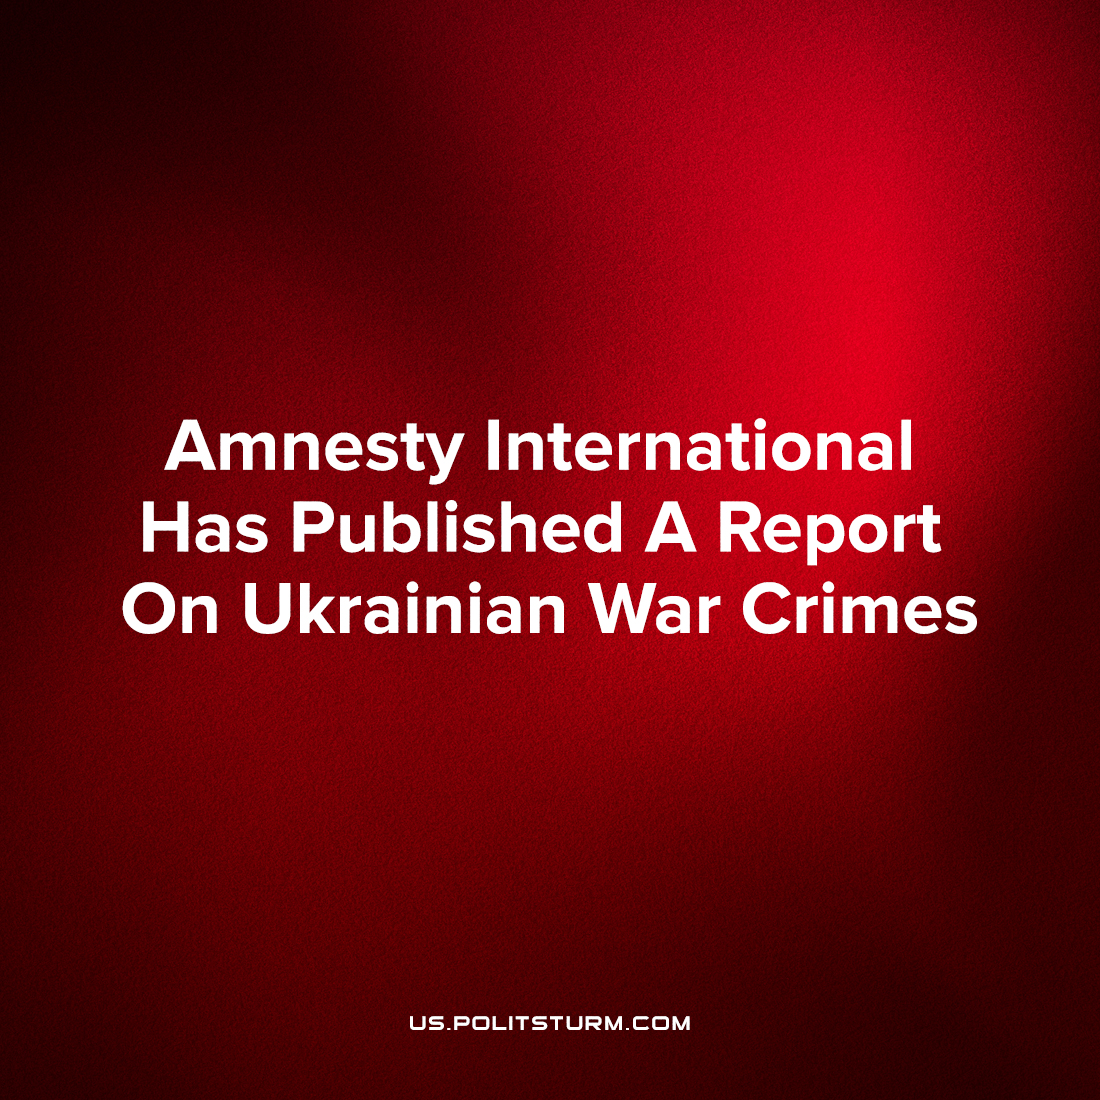 Amnesty International
Has Published A Report
On Ukrainian War Crimes
US.POLITSTURM.COM